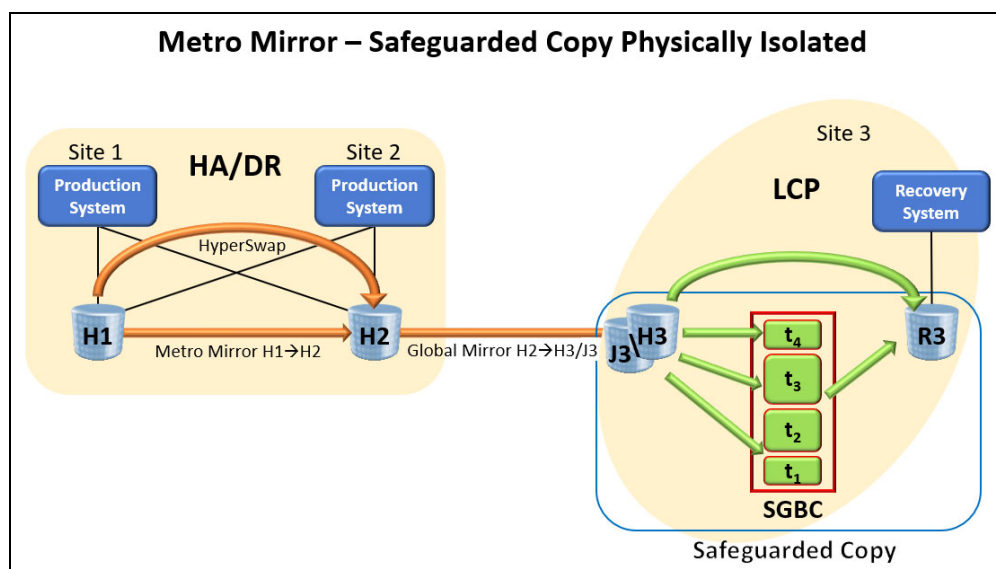 Metro Mirror – Safeguarded Copy Physically Isolated
Site 1
HA/DR
Site 2
Production
System
Production
System
HyperSwap
H1
H2
Metro Mirror H1→H2
Global Mirror H2→H3/J3
Site 3
LCP
Recovery
System
J3\H3
t4
t3
t2
t1
R3
SGBC
Safeguarded Copy